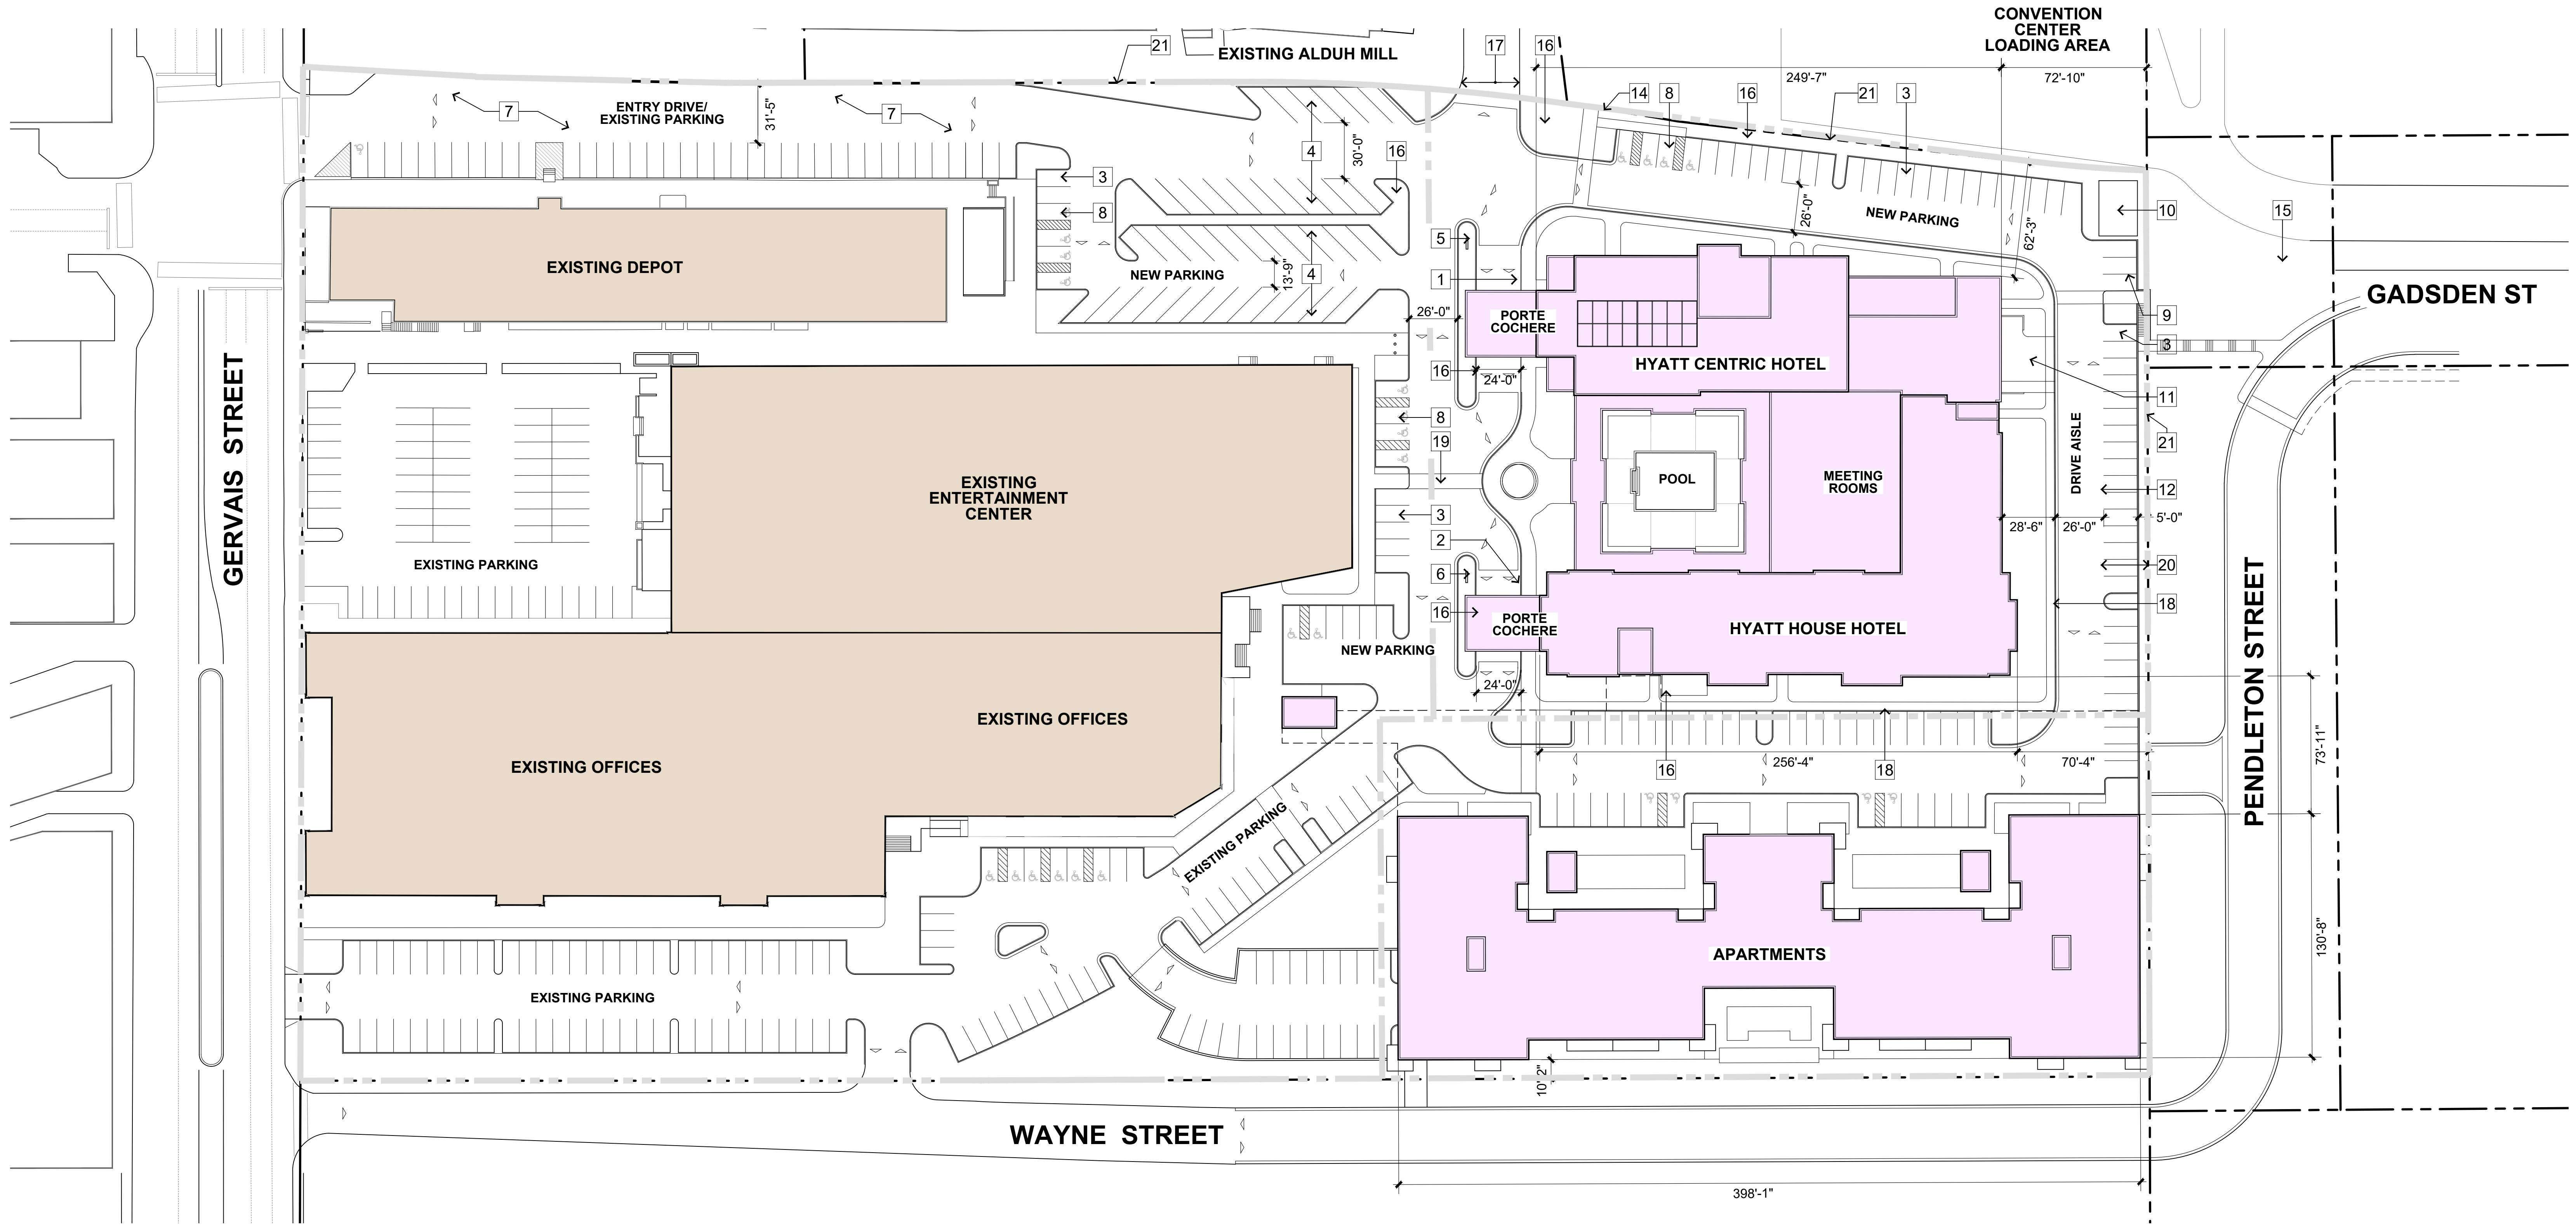 CONVENTION
CENTER
LOADING AREA
21
EXISTING ALDUH MILL
17
16
249'-7"
72'-10"
7
ENTRY DRIVE/
EXISTING PARKING
31'-5"
7
4
30'-0"
16
14
8
16
21
3
3
8
5
NEW PARKING
26'-0"
62'-3"
10
15
EXISTING DEPOT
NEW PARKING
13'-9"
4
1
GADSDEN ST
26'-0"
PORTE
COCHERE
9
3
HYATT CENTRIC HOTEL
16
24'-0"
11
GERVAIS STREET
8
19
DRIVE AISLE
21
EXISTING
ENTERTAINMENT
CENTER
POOL
MEETING
ROOMS
12
3
28'-6"
26'-0"
5'-0"
2
EXISTING PARKING
6
20
16
PORTE
COCHERE
HYATT HOUSE HOTEL
18
NEW PARKING
24'-0"
PENDLETON STREET
EXISTING OFFICES
73'-11"
EXISTING OFFICES
16
256'-4"
18
70'-4"
EXISTING PARKING
130'-8"
APARTMENTS
EXISTING PARKING
10'-2"
WAYNE STREET
398'-1"